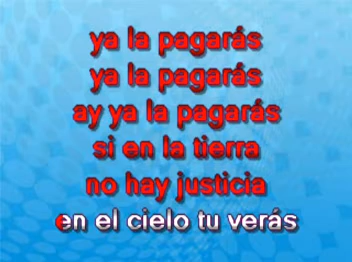 ya la pagarás
ya la pagarás
ay ya la pagarás
si en la tierra
no hay justicia
en el cielo tu verás